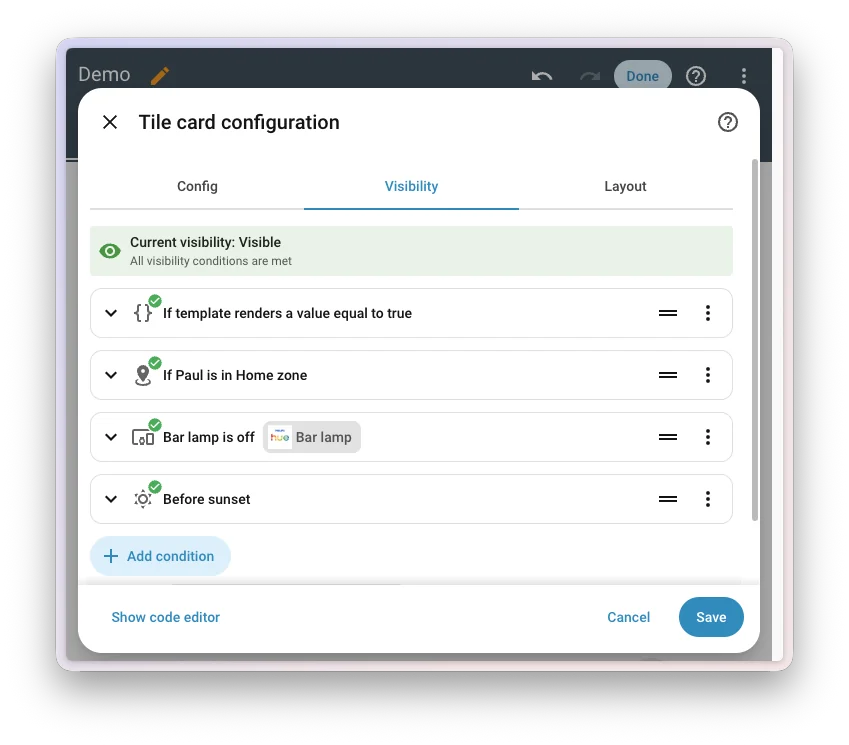 Demo
Done
Tile card configuration
Config
Visibility
Layout
Current visibility: Visible
All visibility conditions are met
If template renders a value equal to true
If Paul is in Home zone
Bar lamp is off hue Bar lamp
Before sunset
Add condition
Show code editor
Cancel
Save